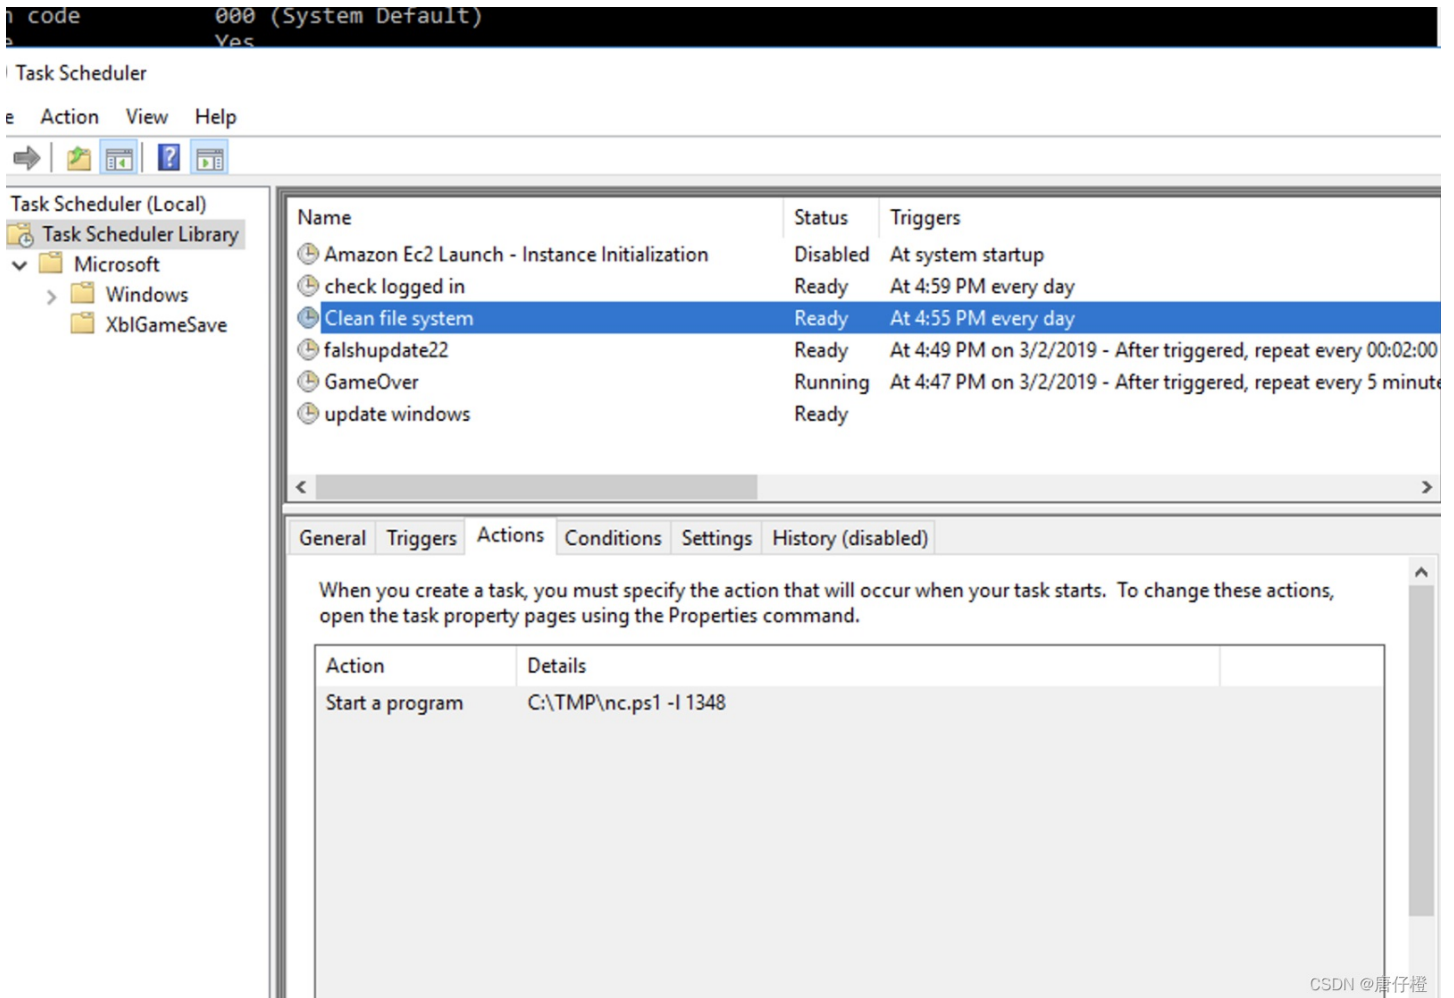 n code 000 (System Default)
Yes
Task Scheduler
e Action View Help
Task Scheduler (Local)
Task Scheduler Library
Microsoft
Windows
XblGameSave
Name Status Triggers
Amazon Ec2 Launch - Instance Initialization Disabled At system startup
check logged in Ready At 4:59 PM every day
Clean file system Ready At 4:55 PM every day
falshupdate22 Ready At 4:49 PM on 3/2/2019 - After triggered, repeat every 00:02:00
GameOver Running At 4:47 PM on 3/2/2019 - After triggered, repeat every 5 minute
update windows Ready
General Triggers Actions Conditions Settings History (disabled)
When you create a task, you must specify the action that will occur when your task starts. To change these actions,
open the task property pages using the Properties command.
Action Details
Start a program C:\TMP\nc.ps1 -l 1348
CSDN @唐仔橙